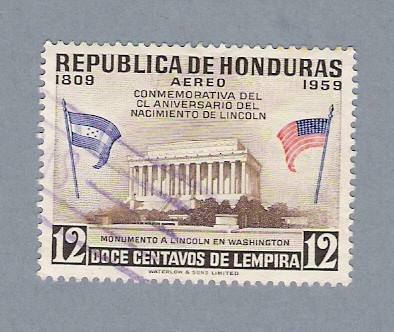 REPUBLICA DE HONDURAS
1809 AEREO 1959
CONMEMORATIVA DEL
CL ANIVERSARIO DEL
NACIMIENTO DE LINCOLN
MONUMENTO A LINCOLN EN WASHINGTON
12 DOCE CENTAVOS DE LEMPIRA 12
WATERLOW & SONS LIMITED